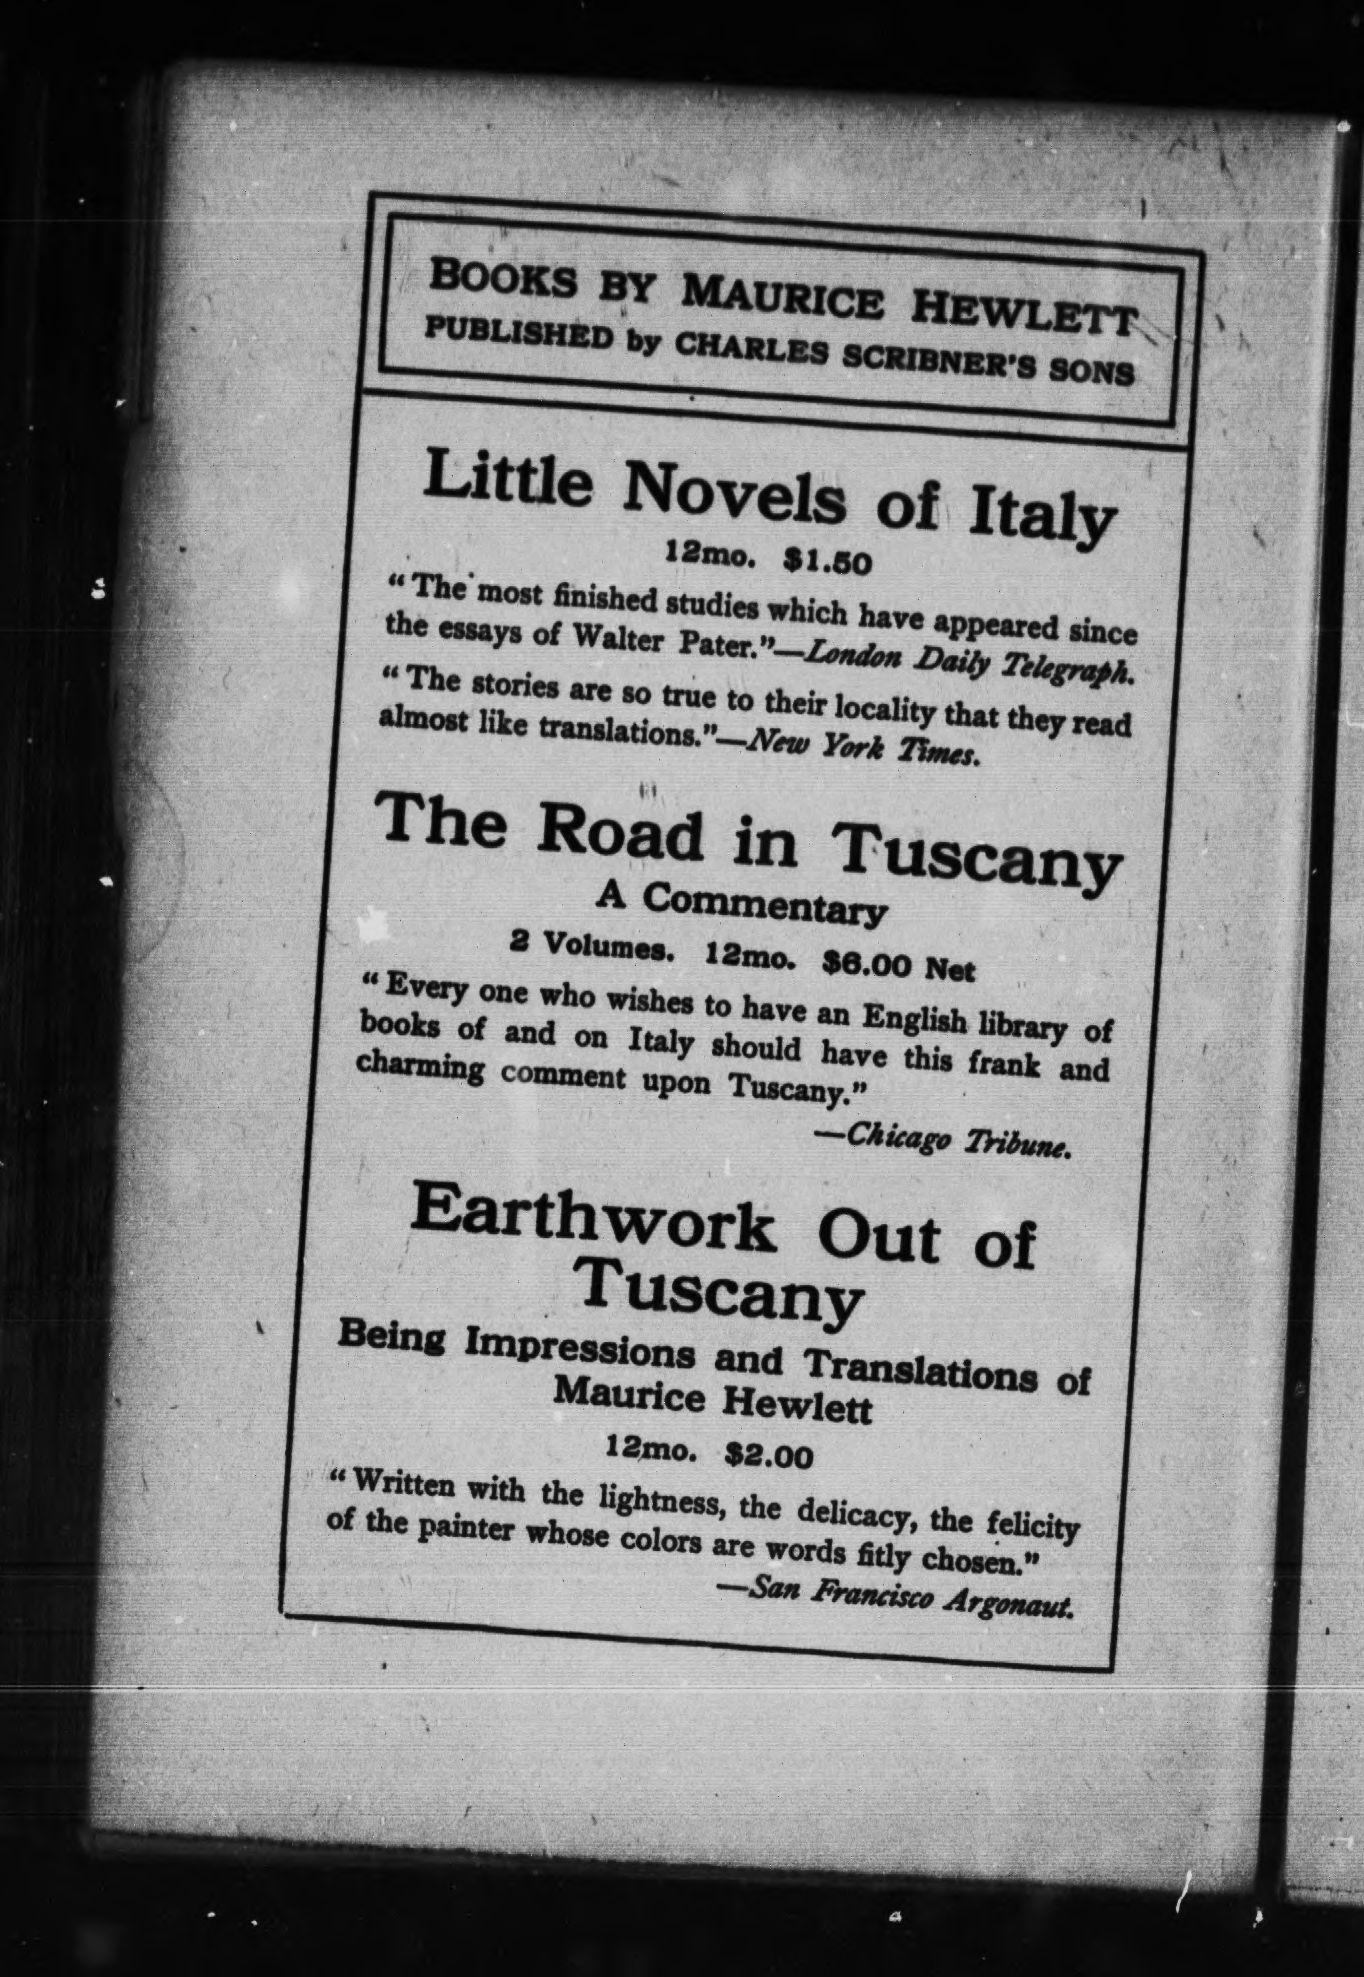 BOOKS BY MAURICE HEWLETT
PUBLISHED by CHARLES SCRIBNER'S SONS
Little Novels of Italy
12mo. $1.50
“The most finished studies which have appeared since
the essays of Walter Pater.”—London Daily Telegraph.
“The stories are so true to their locality that they read
almost like translations.”—New York Times.
The Road in Tuscany
A Commentary
2 Volumes. 12mo. $6.00 Net
“Every one who wishes to have an English library of
books of and on Italy should have this frank and
charming comment upon Tuscany.”
—Chicago Tribune.
Earthwork Out of
Tuscany
Being Impressions and Translations of
Maurice Hewlett
12mo. $2.00
“Written with the lightness, the delicacy, the felicity
of the painter whose colors are words fitly chosen.”
—San Francisco Argonaut.